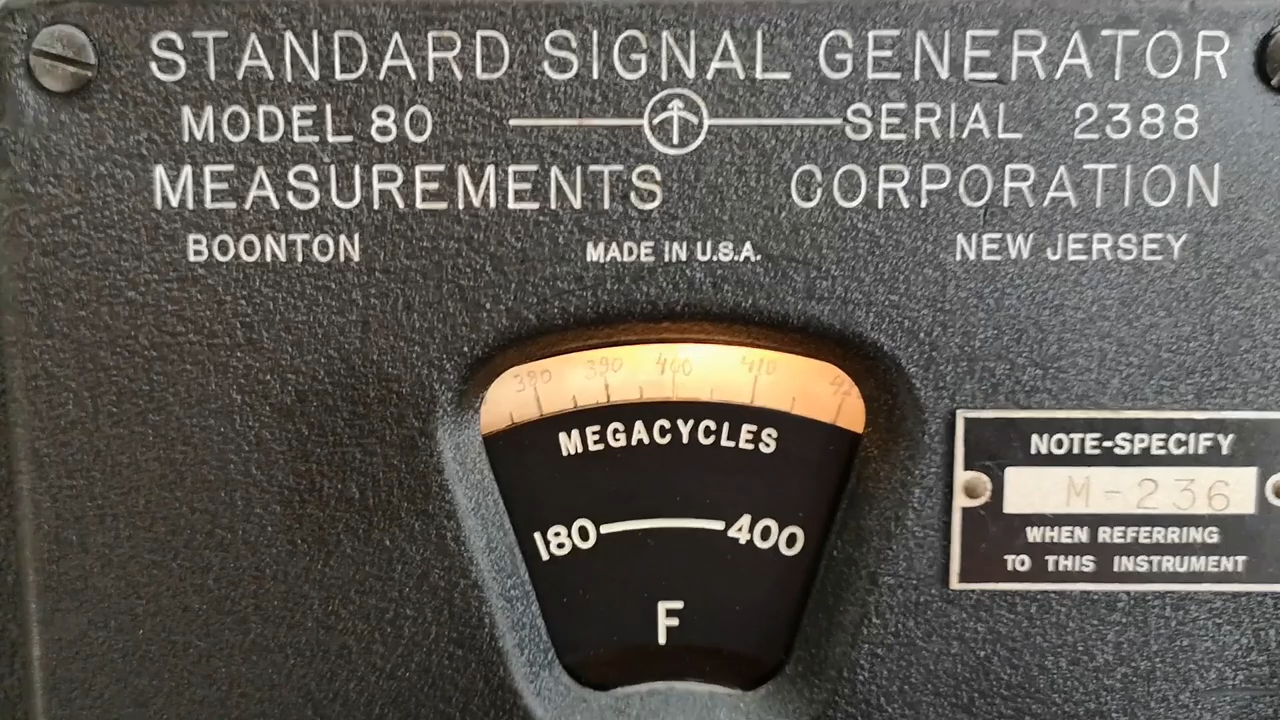 STANDARD SIGNAL GENERATOR
MODEL 80 SERIAL 2388
MEASUREMENTS CORPORATION
BOONTON MADE IN U.S.A. NEW JERSEY
380 390 400 410
MEGACYCLES
180 400
F
NOTE-SPECIFY
M-236
WHEN REFERRING
TO THIS INSTRUMENT